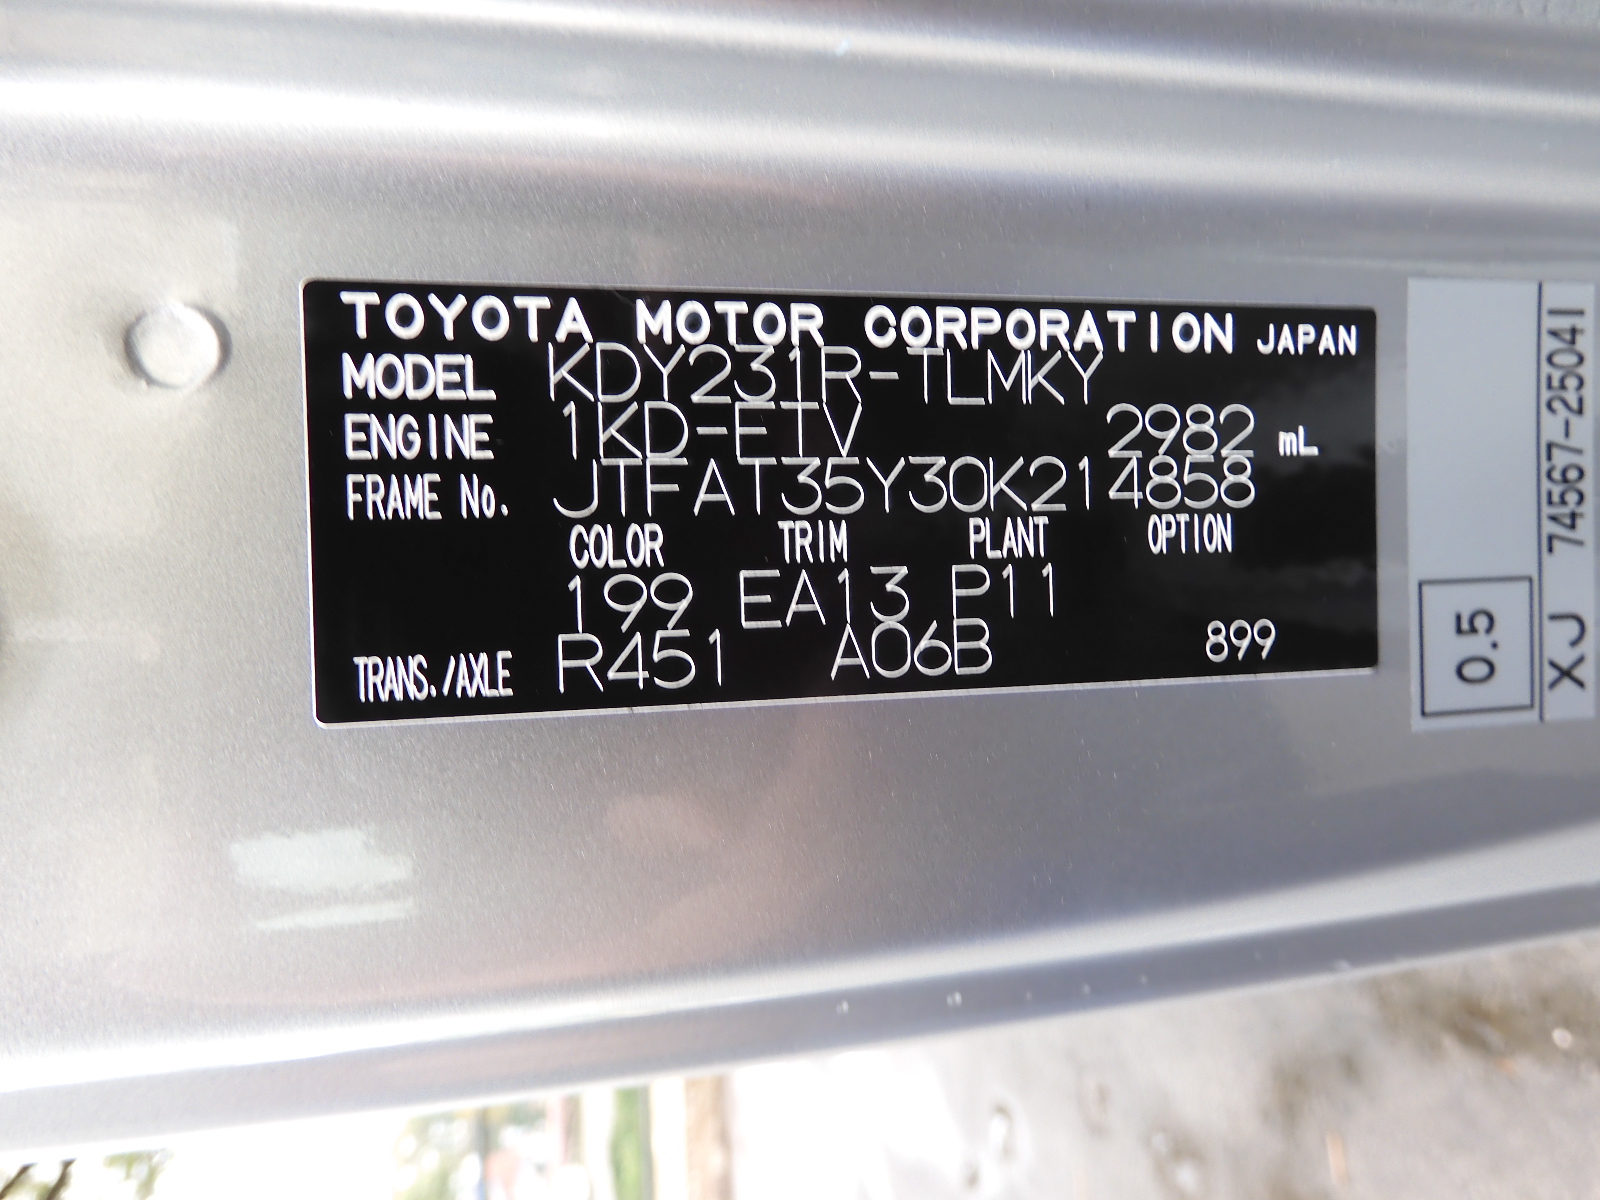 TOYOTA MOTOR CORPORATION JAPAN
MODEL KDY231R-TLMKY
ENGINE 1KD-FTV 2982 mL
FRAME No. JTFAT35Y30K214858
COLOR TRIM PLANT OPTION
199 EA13 P11
TRANS./AXLE R451 A06B 899
0.5
XJ 74567-25041